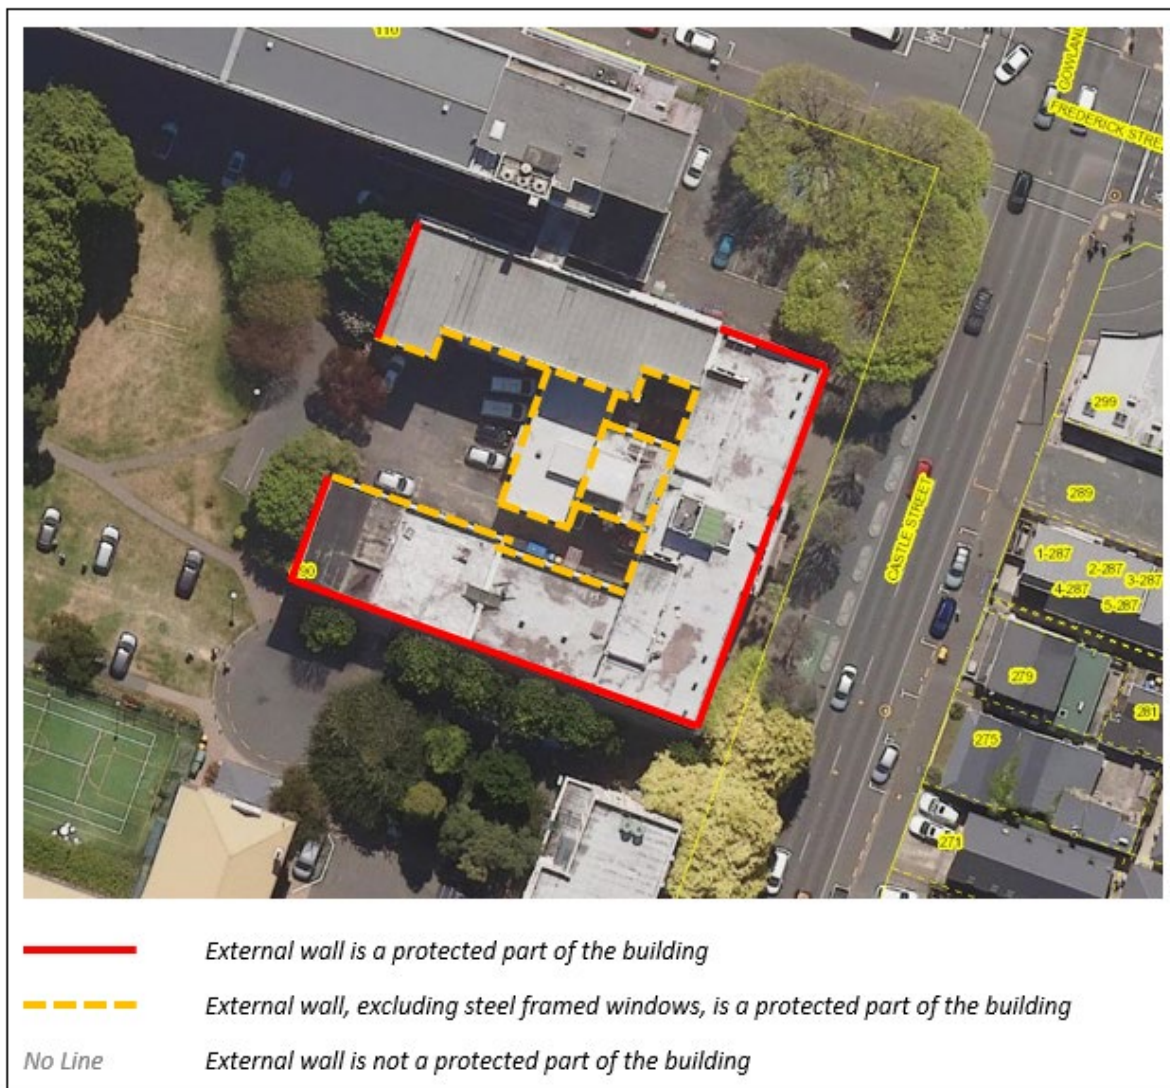 110
GOWLAN
FREDERICK STRE
299
CASTLE STREET
289
1-287
2-287
3-287
4-287
5-287
90
279
281
275
271
External wall is a protected part of the building
External wall, excluding steel framed windows, is a protected part of the building
No Line External wall is not a protected part of the building